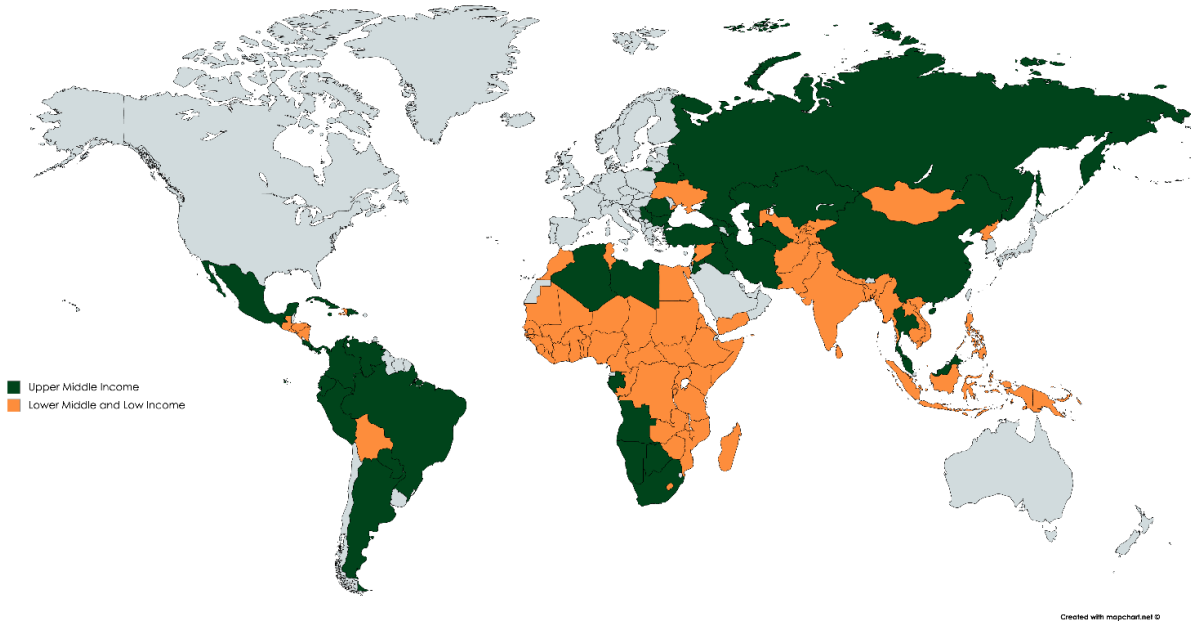 Upper Middle Income
Lower Middle and Low Income
Created with mapchart.net ©